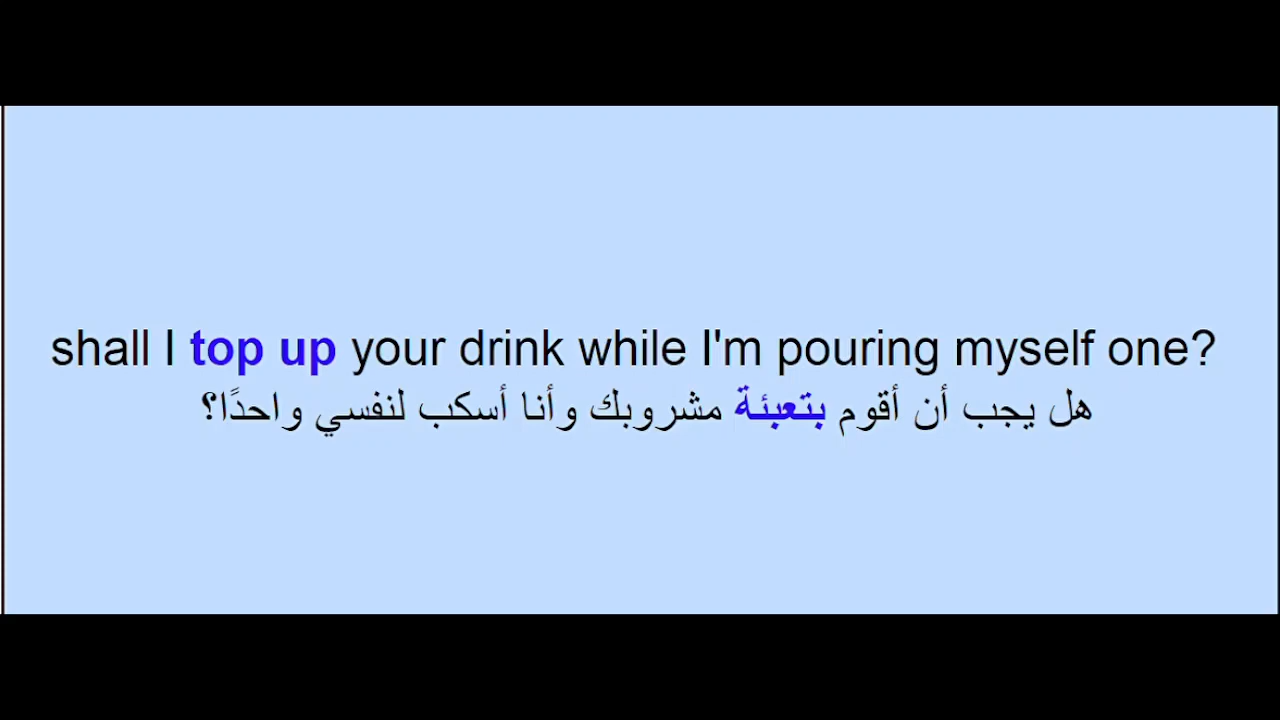 shall I top up your drink while I'm pouring myself one?
هل يجب أن أقوم بتعبئة مشروبك وأنا أسكب لنفسي واحدًا؟